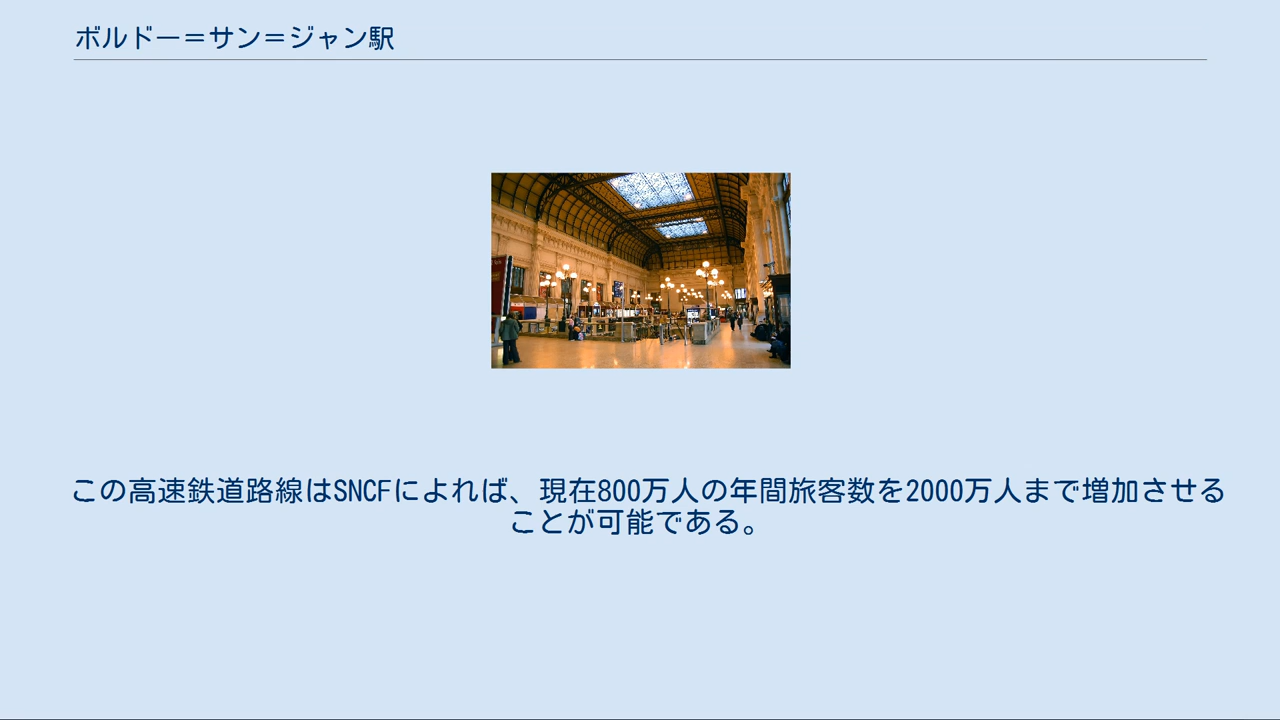 ボルドー＝サン＝ジャン駅
この高速鉄道路線はSNCFによれば、現在800万人の年間旅客数を2000万人まで増加させる
ことが可能である。